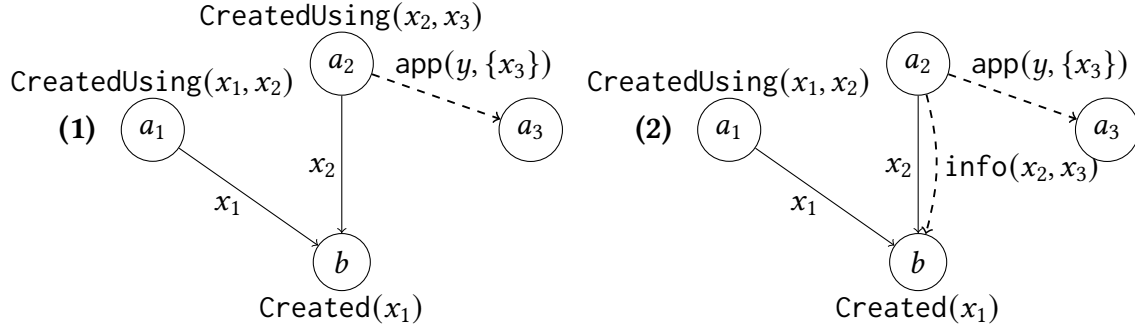 CreatedUsing(x₂, x₃)
a₂
app(y, {x₃})
CreatedUsing(x₁, x₂)
(1)
a₁
a₃
x₂
x₁
b
Created(x₁)
a₂
app(y, {x₃})
CreatedUsing(x₁, x₂)
(2)
a₁
a₃
x₂
info(x₂, x₃)
x₁
b
Created(x₁)